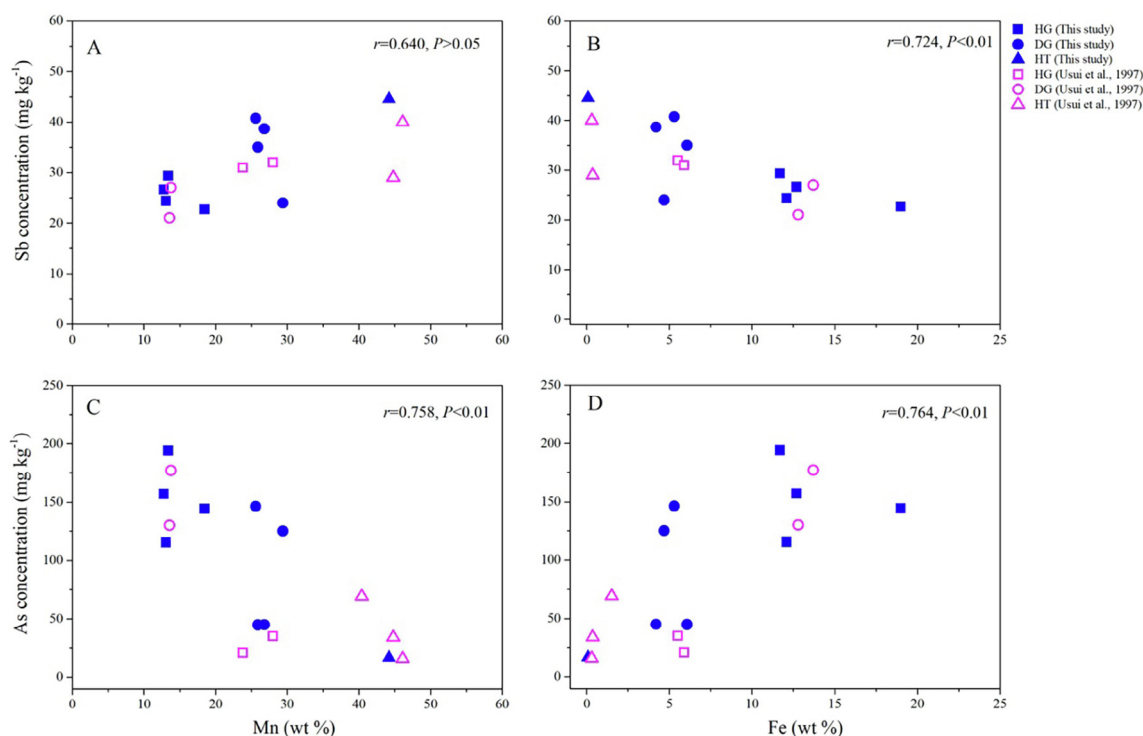 A
r=0.640, P>0.05
Sb concentration (mg kg⁻¹)
60
50
40
30
20
10
0
0 10 20 30 40 50 60
B
r=0.724, P<0.01
60
50
40
30
20
10
0
0 5 10 15 20 25
HG (This study)
DG (This study)
HT (This study)
HG (Usui et al., 1997)
DG (Usui et al., 1997)
HT (Usui et al., 1997)
C
r=0.758, P<0.01
As concentration (mg kg⁻¹)
250
200
150
100
50
0
0 10 20 30 40 50 60
Mn (wt %)
D
r=0.764, P<0.01
250
200
150
100
50
0
0 5 10 15 20 25
Fe (wt %)